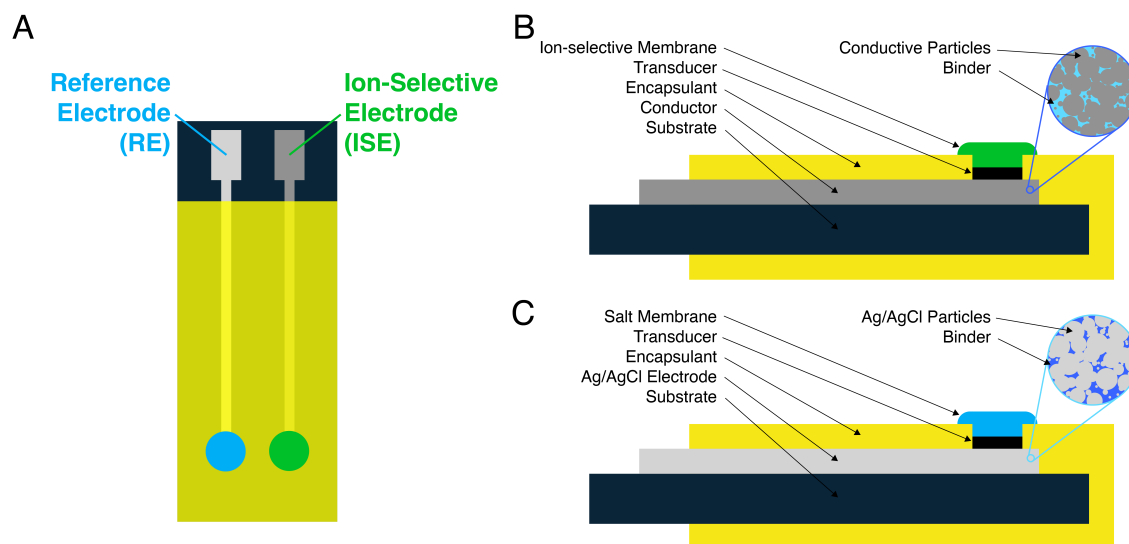 A
Reference
Electrode
(RE)
Ion-Selective
Electrode
(ISE)
B
Ion-selective Membrane
Transducer
Encapsulant
Conductor
Substrate
Conductive Particles
Binder
C
Salt Membrane
Transducer
Encapsulant
Ag/AgCl Electrode
Substrate
Ag/AgCl Particles
Binder